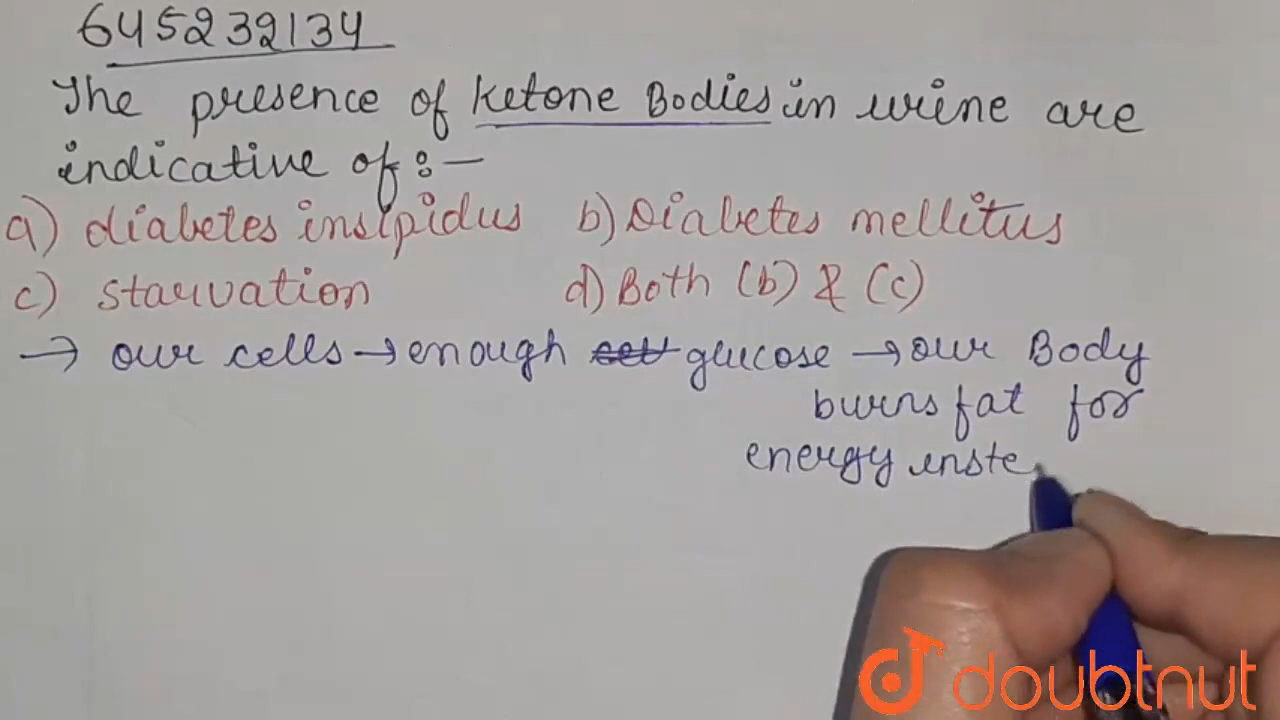 645232134
The presence of Ketone Bodies in urine are
indicative of :-
a) diabetes insipidus b) Diabetes mellitus
c) starvation d) Both (b) & (c)
→ our cells → enough glucose → our Body
burns fat for
energy inste
doubtnut